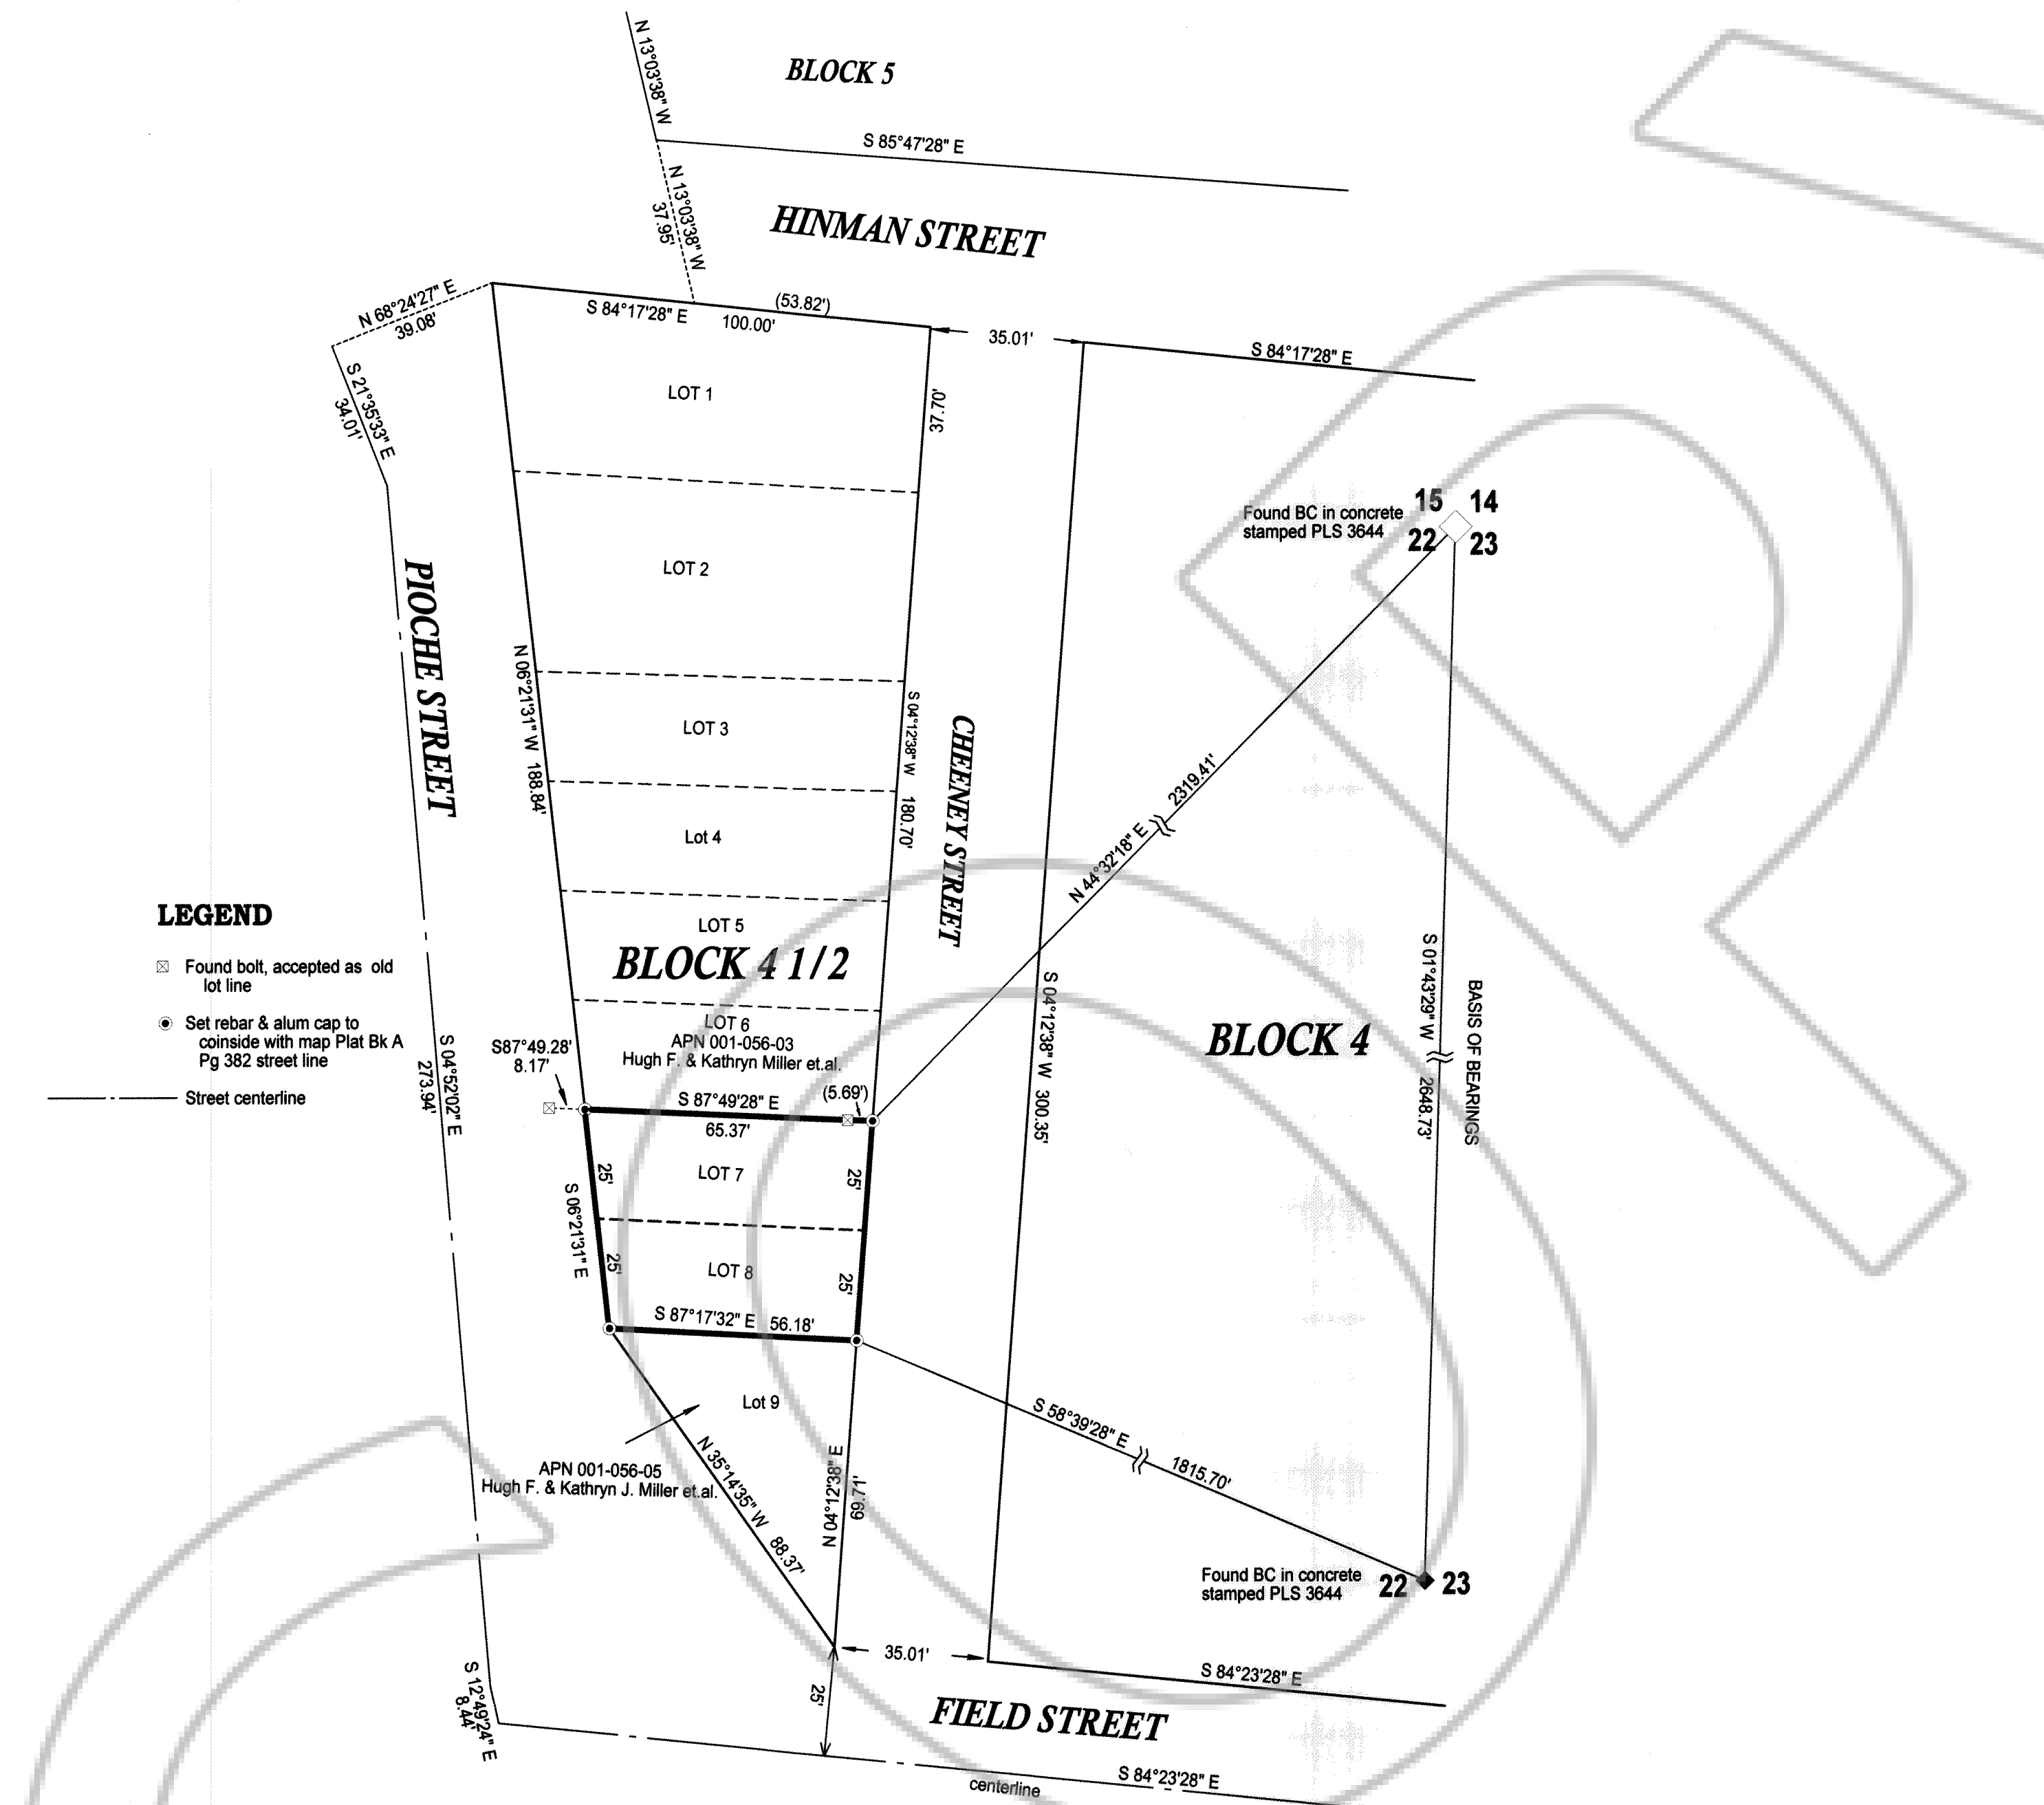 N 13°03'38" W
BLOCK 5
S 85°47'28" E
N 13°03'38" W
37.95'
HINMAN STREET
N 68°24'27" E
39.08'
S 84°17'28" E
100.00'
(53.82')
35.01'
S 84°17'28" E
S 21°35'33" E
34.01'
LOT 1
37.70'
Found BC in concrete
stamped PLS 3644
15 14
22 23
PIOCHE STREET
LOT 2
N 06°21'31" W 188.84'
LOT 3
S 04°12'38" W 180.70'
CHEENEY STREET
2319.41'
N 44°32'18" E
Lot 4
LEGEND
Found bolt, accepted as old
lot line
Set rebar & alum cap to
coinside with map Plat Bk A
Pg 382 street line
Street centerline
LOT 5
BLOCK 4 1/2
S 04°52'02" E
273.94'
LOT 6
APN 001-056-03
Hugh F. & Kathryn Miller et.al.
S87°49.28'
8.17'
S 87°49'28" E
65.37'
(5.69')
S 04°12'38" W 300.35'
BLOCK 4
S 01°43'29" W 2648.73'
BASIS OF BEARINGS
LOT 7
25'
25'
S 06°21'31" E
LOT 8
25'
25'
S 87°17'32" E 56.18'
Lot 9
APN 001-056-05
Hugh F. & Kathryn J. Miller et.al.
N 35°14'35" W 88.37'
N 04°12'38" E
69.71'
S 58°39'28" E
1815.70'
Found BC in concrete
stamped PLS 3644
22 23
35.01'
S 84°23'28" E
S 12°49'24" E
8.44'
25'
FIELD STREET
centerline
S 84°23'28" E